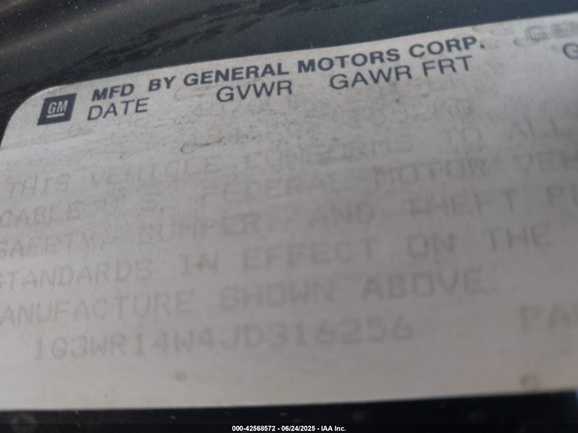 GM MFD BY GENERAL MOTORS CORP.
DATE GVWR GAWR FRT
THIS VEHICLE CONFORMS TO ALL
CABLE U.S. FEDERAL MOTOR VEH
SAFETY, BUMPER, AND THEFT PR
STANDARDS IN EFFECT ON THE
ANUFACTURE SHOWN ABOVE.
1G3WR14W4JD316256 PA
000-42568572 - 06/24/2025 - IAA Inc.